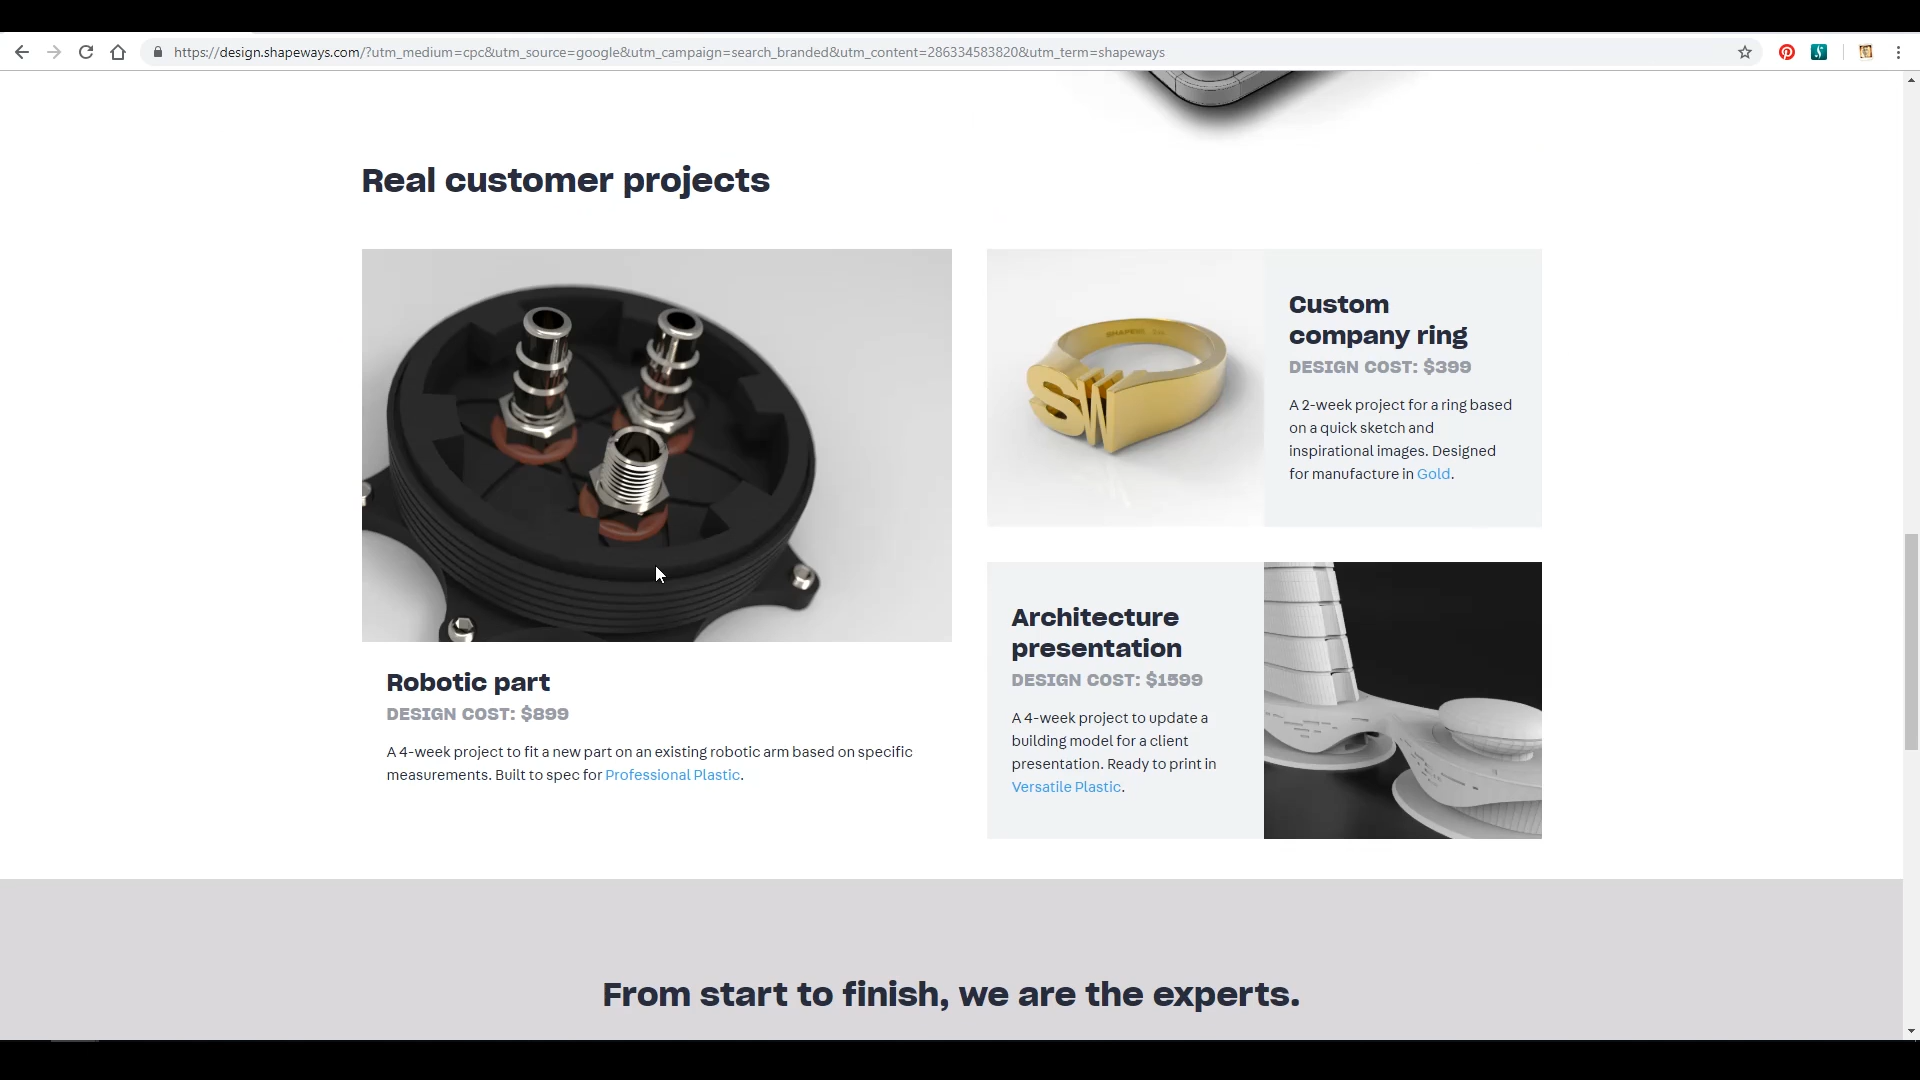 https://design.shapeways.com/?utm_medium=cpc&utm_source=google&utm_campaign=search_branded&utm_content=286334583820&utm_term=shapeways
Real customer projects
SW
Custom
company ring
DESIGN COST: $399
A 2-week project for a ring based
on a quick sketch and
inspirational images. Designed
for manufacture in Gold.
Robotic part
DESIGN COST: $899
A 4-week project to fit a new part on an existing robotic arm based on specific
measurements. Built to spec for Professional Plastic.
Architecture
presentation
DESIGN COST: $1599
A 4-week project to update a
building model for a client
presentation. Ready to print in
Versatile Plastic.
From start to finish, we are the experts.